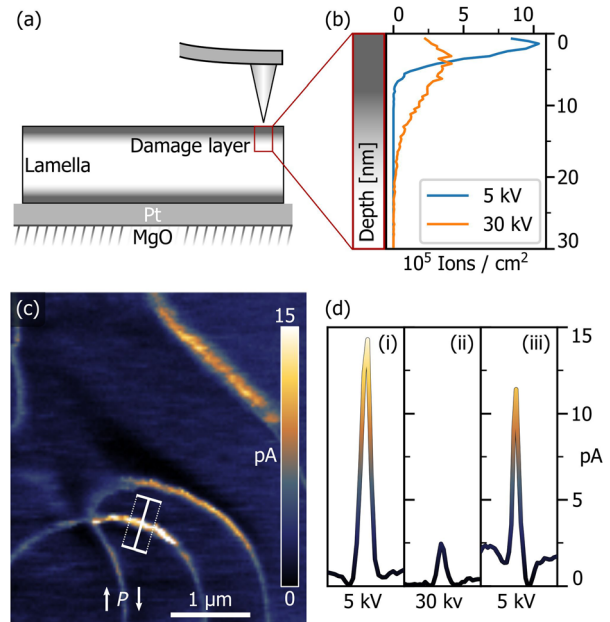 (a)
Damage layer
Lamella
Pt
MgO
(b)
0 5 10
Depth [nm]
0
10
20
30
5 kV
30 kV
10⁵ Ions / cm²
(c)
15
pA
0
P
1 µm
(d)
(i) (ii) (iii)
15
10
pA
5
0
5 kV 30 kv 5 kV